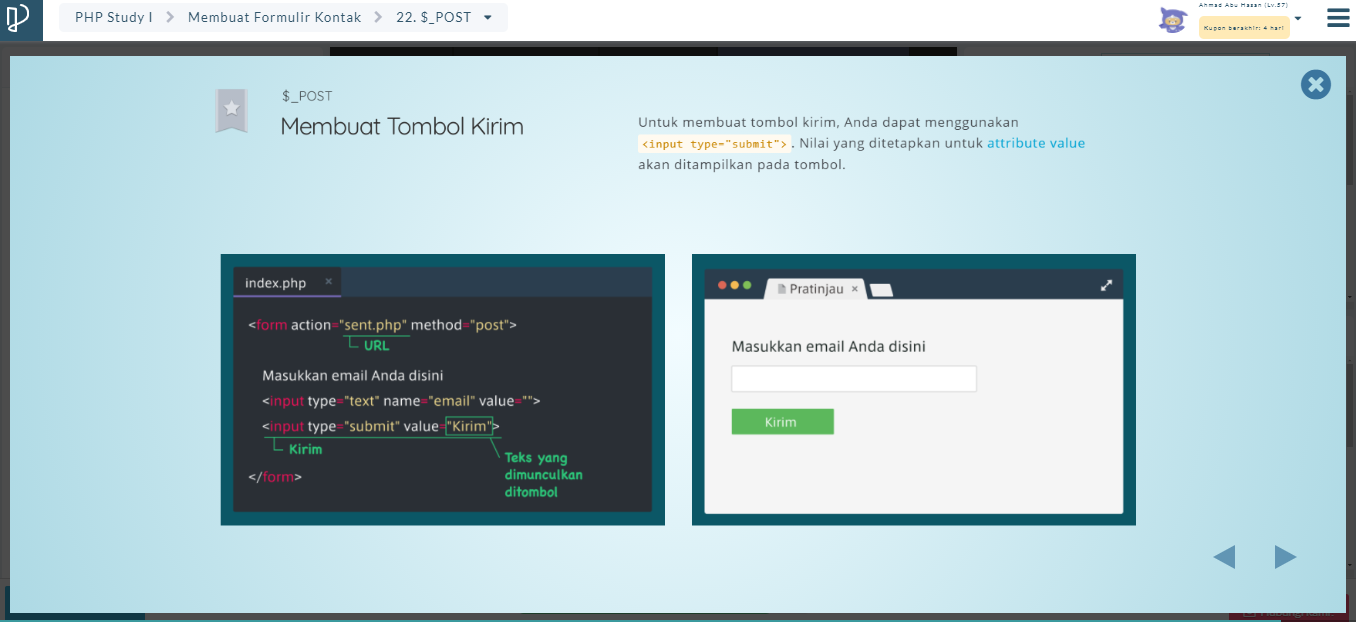 PHP Study I
Membuat Formulir Kontak
22. $_POST
Ahmad Abu Hasan (Lv.57)
Kupon berakhir: 4 hari
$_POST
Membuat Tombol Kirim
Untuk membuat tombol kirim, Anda dapat menggunakan
<input type="submit">. Nilai yang ditetapkan untuk attribute value
akan ditampilkan pada tombol.
index.php ×
<form action="sent.php" method="post">
URL
Masukkan email Anda disini
<input type="text" name="email" value="">
<input type="submit" value="Kirim">
Kirim
Teks yang
dimunculkan
ditombol
</form>
Pratinjau ×
Masukkan email Anda disini
Kirim